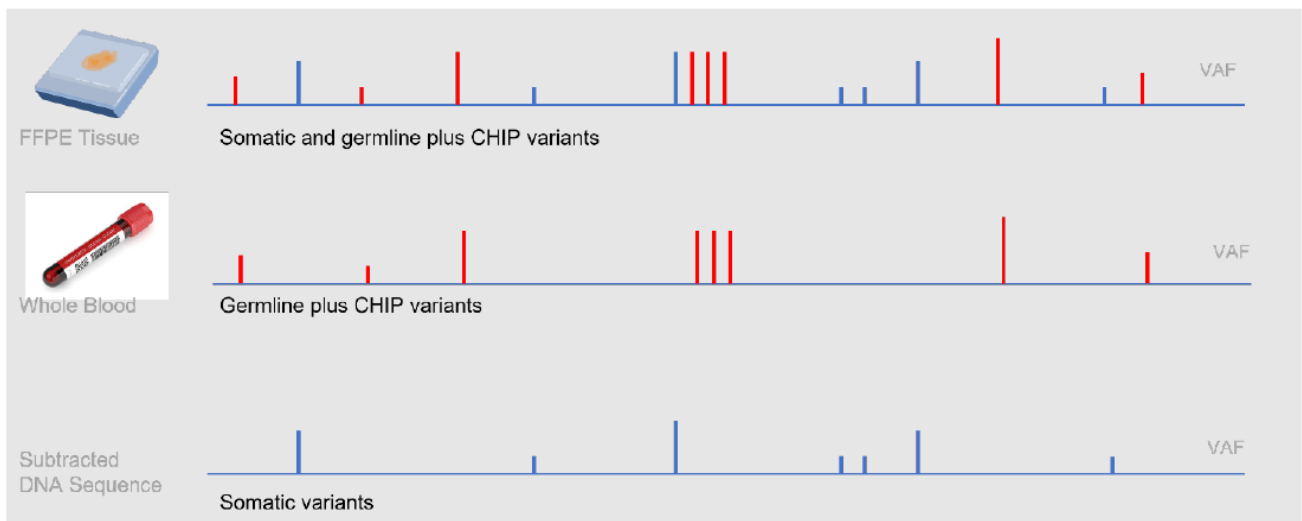 VAF
FFPE Tissue
Somatic and germline plus CHIP variants
VAF
Whole Blood
Germline plus CHIP variants
VAF
Subtracted
DNA Sequence
Somatic variants